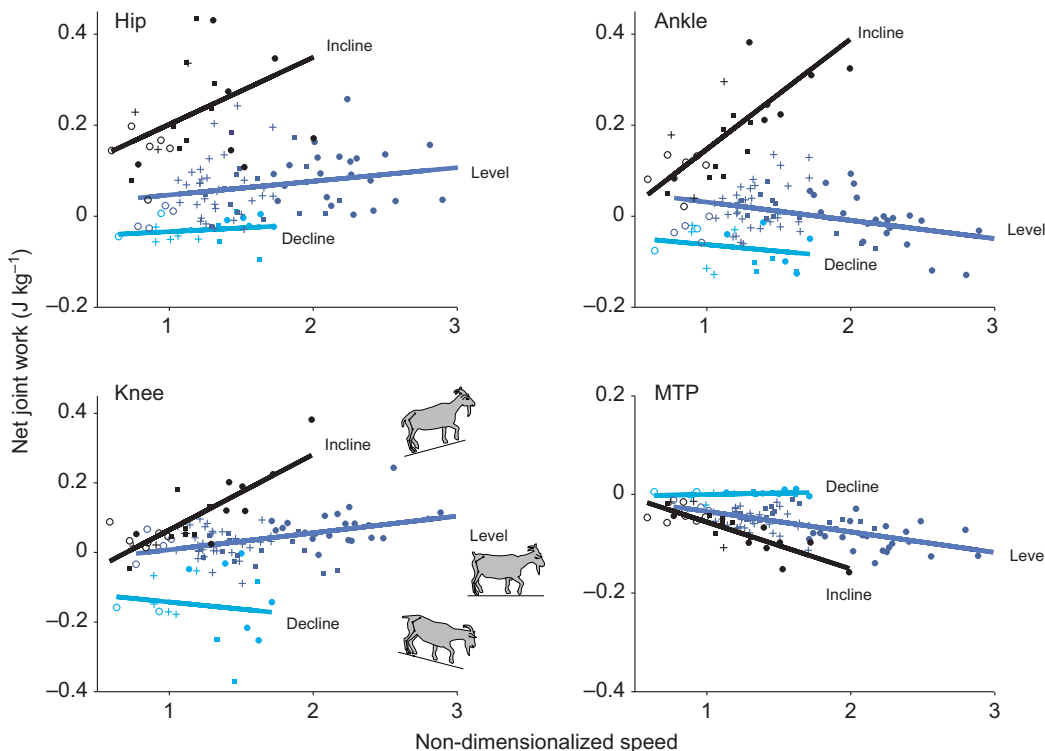 Hip
0.4
0.2
0
–0.2
1
2
3
Incline
Level
Decline
Ankle
0.4
0.2
0
–0.2
1
2
3
Incline
Level
Decline
Net joint work (J kg–1)
Knee
0.4
0.2
0
–0.2
–0.4
1
2
3
Incline
Level
Decline
MTP
0.2
0
–0.2
–0.4
1
2
3
Decline
Leve
Incline
Non-dimensionalized speed